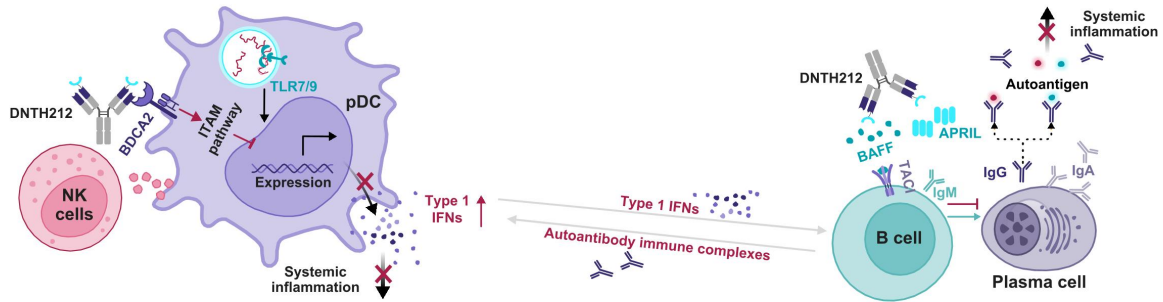 DNTH212
BDCA2
NK
cells
ITAM
pathway
TLR7/9
pDC
Expression
Type 1
IFNs
Systemic
inflammation
Type 1 IFNs
Autoantibody immune complexes
DNTH212
BAFF
APRIL
TACI
IgM
B cell
Systemic
inflammation
Autoantigen
IgG
IgA
Plasma cell